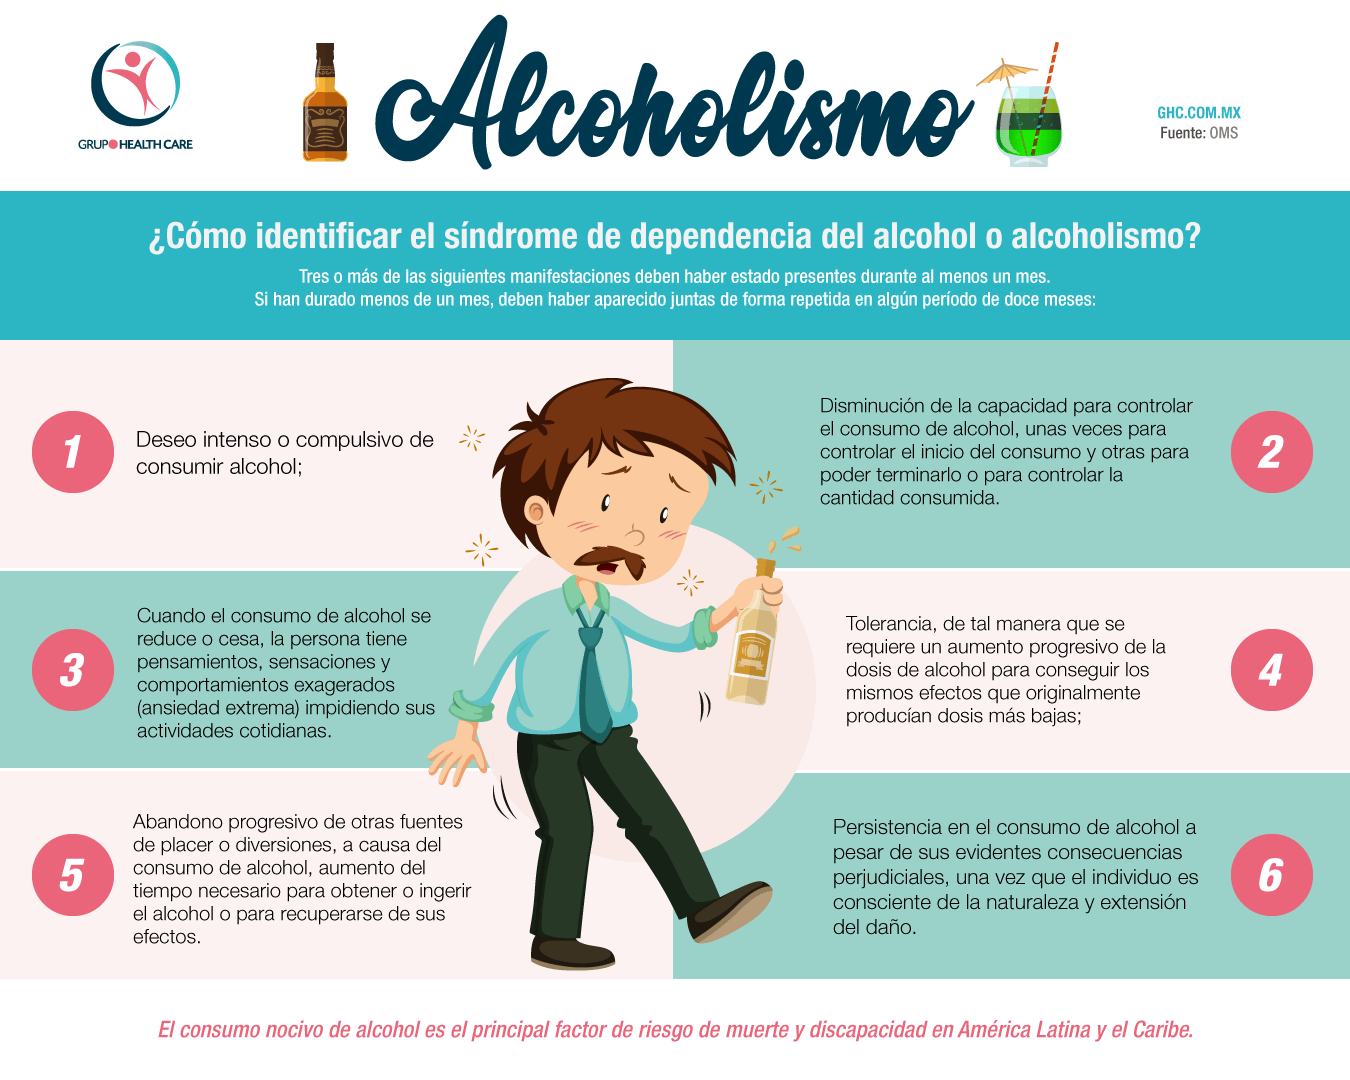 GRUPO HEALTH CARE
Alcoholismo
GHC.COM.MX
Fuente: OMS
¿Cómo identificar el síndrome de dependencia del alcohol o alcoholismo?
Tres o más de las siguientes manifestaciones deben haber estado presentes durante al menos un mes.
Si han durado menos de un mes, deben haber aparecido juntas de forma repetida en algún período de doce meses:
1
Deseo intenso o compulsivo de
consumir alcohol;
2
Disminución de la capacidad para controlar
el consumo de alcohol, unas veces para
controlar el inicio del consumo y otras para
poder terminarlo o para controlar la
cantidad consumida.
3
Cuando el consumo de alcohol se
reduce o cesa, la persona tiene
pensamientos, sensaciones y
comportamientos exagerados
(ansiedad extrema) impidiendo sus
actividades cotidianas.
4
Tolerancia, de tal manera que se
requiere un aumento progresivo de la
dosis de alcohol para conseguir los
mismos efectos que originalmente
producían dosis más bajas;
5
Abandono progresivo de otras fuentes
de placer o diversiones, a causa del
consumo de alcohol, aumento del
tiempo necesario para obtener o ingerir
el alcohol o para recuperarse de sus
efectos.
6
Persistencia en el consumo de alcohol a
pesar de sus evidentes consecuencias
perjudiciales, una vez que el individuo es
consciente de la naturaleza y extensión
del daño.
El consumo nocivo de alcohol es el principal factor de riesgo de muerte y discapacidad en América Latina y el Caribe.